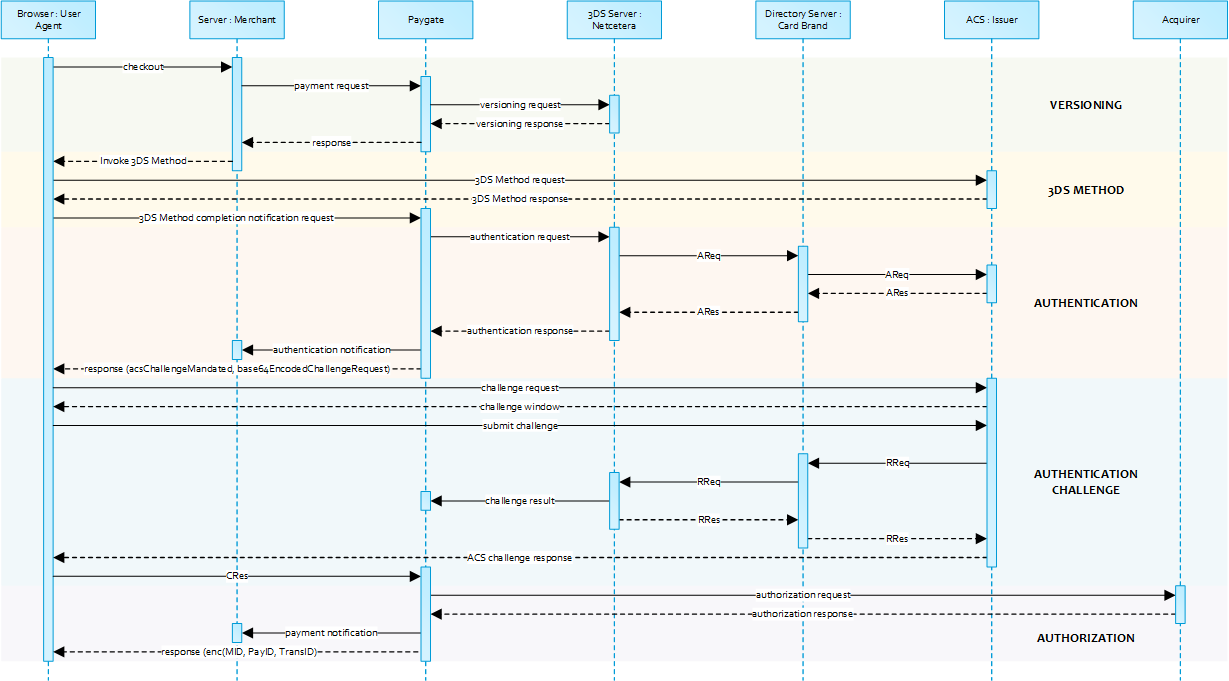 Browser : User
Agent
Server : Merchant
Paygate
3DS Server :
Netcetera
Directory Server :
Card Brand
ACS : Issuer
Acquirer
checkout
payment request
versioning request
VERSIONING
versioning response
response
Invoke 3DS Method
3DS Method request
3DS METHOD
3DS Method response
3DS Method completion notification request
authentication request
AReq
AReq
ARes
AUTHENTICATION
ARes
authentication response
authentication notification
response (acsChallengeMandated, base64EncodedChallengeRequest)
challenge request
challenge window
submit challenge
RReq
AUTHENTICATION
CHALLENGE
RReq
challenge result
RRes
RRes
ACS challenge response
CRes
authorization request
authorization response
payment notification
AUTHORIZATION
response (enc(MID, PayID, TransID)